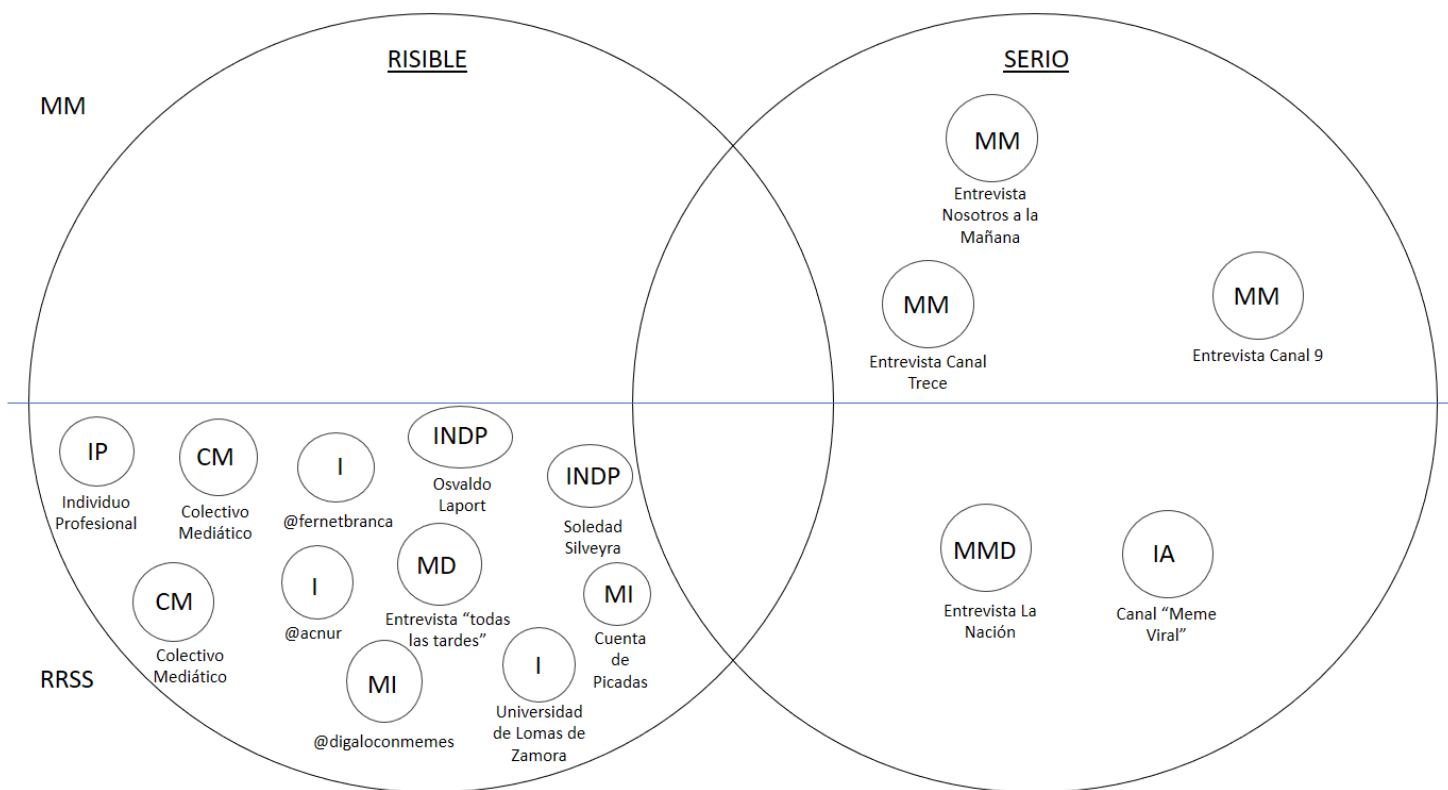 RISIBLE
SERIO
MM
MM
Entrevista
Nosotros a la
Mañana
MM
Entrevista Canal
Trece
MM
Entrevista Canal 9
IP
Individuo
Profesional
CM
Colectivo
Mediático
I
@fernetbranca
INDP
Osvaldo
Laport
INDP
Soledad
Silveyra
CM
Colectivo
Mediático
I
@acnur
MD
Entrevista “todas
las tardes”
MI
Cuenta
de
Picadas
MMD
Entrevista La
Nación
IA
Canal “Meme
Viral”
RRSS
MI
@digaloconmemes
I
Universidad
de Lomas de
Zamora